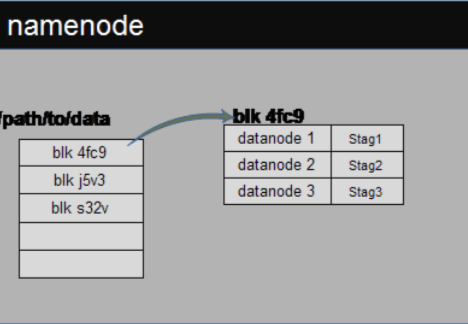 namenode
/path/to/data
blk 4fc9
blk j5v3
blk s32v
blk 4fc9
datanode 1 Stag1
datanode 2 Stag2
datanode 3 Stag3